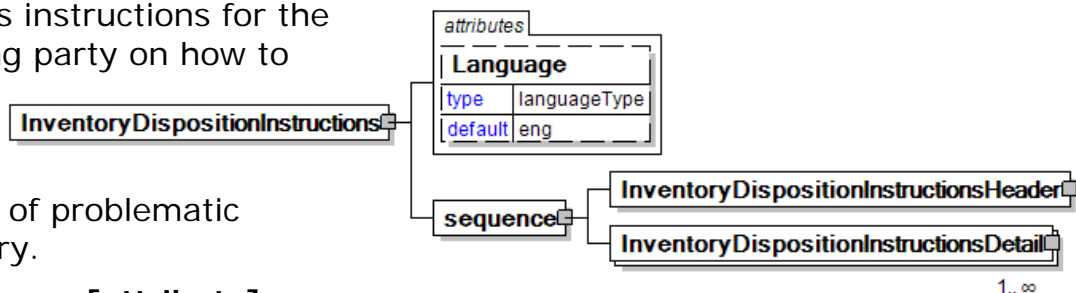 s instructions for the
g party on how to
of problematic
ry.
[attribute]
attributes
Language
type languageType
default eng
InventoryDispositionInstructions
sequence
InventoryDispositionInstructionsHeader
InventoryDispositionInstructionsDetail
1..∞